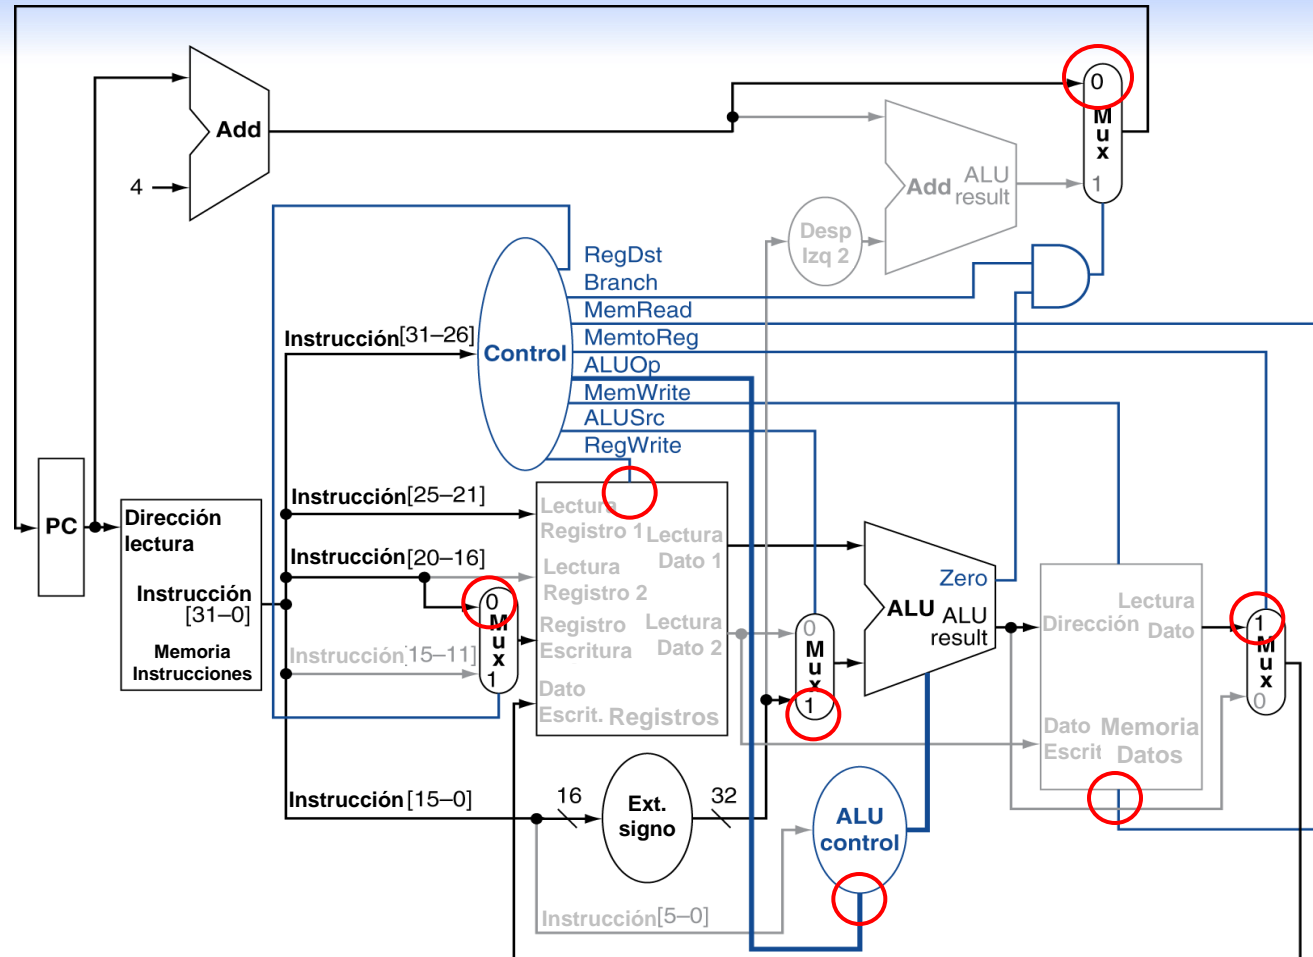 0
Mux
1
Add
4
Add
ALU
result
Desp
Izq 2
RegDst
Branch
MemRead
MemtoReg
ALUOp
MemWrite
ALUSrc
RegWrite
Control
Instrucción[31–26]
PC
Dirección
lectura
Instrucción
[31–0]
Memoria
Instrucciones
Instrucción[25–21]
Instrucción [20–16]
Instrucción[15–11]
0
Mux
1
Lectura
Registro 1
Lectura
Registro 2
Registro
Escritura
Dato
Escrit.
Registros
Lectura
Dato 1
Lectura
Dato 2
0
Mux
1
Zero
ALU
ALU
result
Dirección
Lectura
Dato
Dato
Escrit
Memoria
Datos
1
Mux
0
Instrucción [15–0]
16
Ext.
signo
32
ALU
control
Instrucción[5–0]